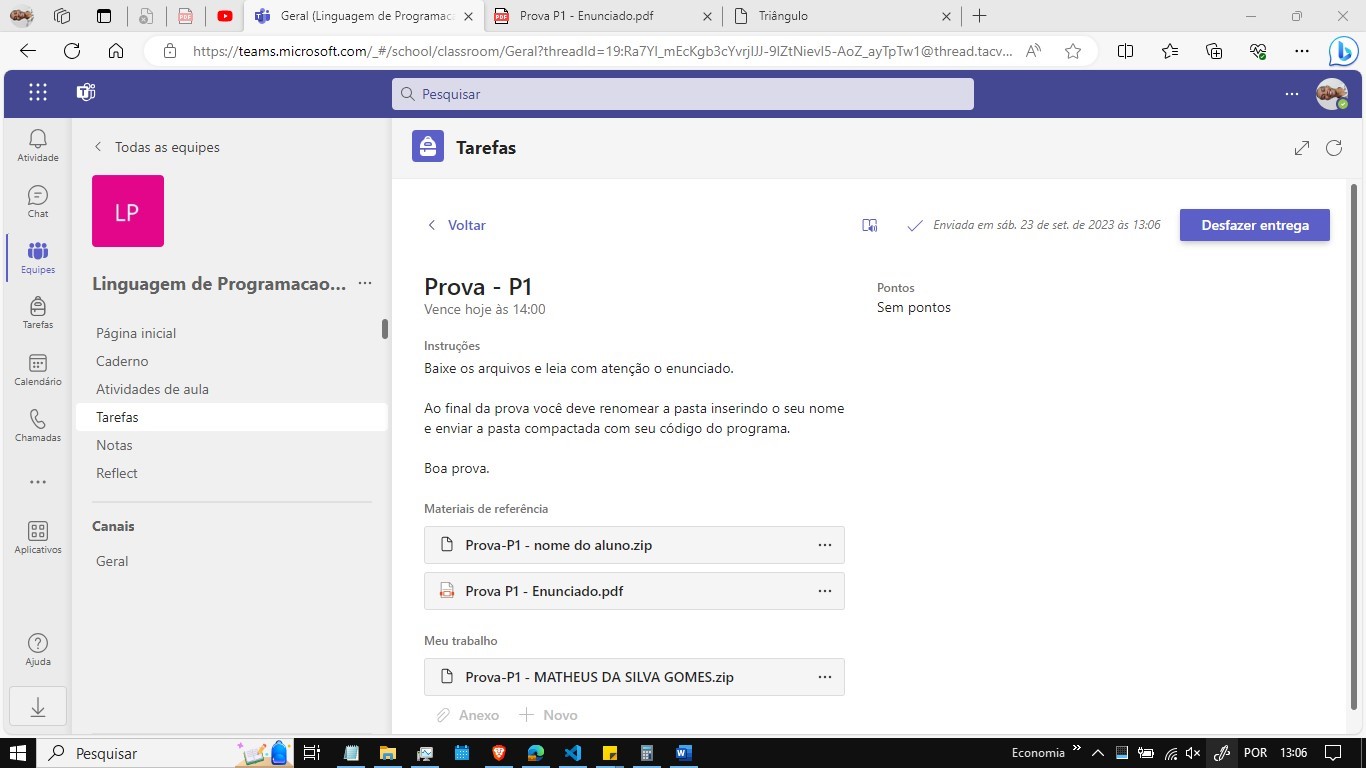 Geral (Linguagem de Programac
Prova P1 - Enunciado.pdf
Triângulo
https://teams.microsoft.com/_#/school/classroom/Geral?threadId=19:Ra7Yl_mEcKgb3cYvrjlJJ-9IZtNievI5-AoZ_ayTpTw1@thread.tacv...
Pesquisar
Atividade
Chat
Equipes
Tarefas
Calendário
Chamadas
Aplicativos
Ajuda
Todas as equipes
LP
Linguagem de Programacao...
Página inicial
Caderno
Atividades de aula
Tarefas
Notas
Reflect
Canais
Geral
Tarefas
Voltar
Enviada em sáb. 23 de set. de 2023 às 13:06
Desfazer entrega
Prova - P1
Vence hoje às 14:00
Pontos
Sem pontos
Instruções
Baixe os arquivos e leia com atenção o enunciado.
Ao final da prova você deve renomear a pasta inserindo o seu nome
e enviar a pasta compactada com seu código do programa.
Boa prova.
Materiais de referência
Prova-P1 - nome do aluno.zip
Prova P1 - Enunciado.pdf
Meu trabalho
Prova-P1 - MATHEUS DA SILVA GOMES.zip
Anexo
Novo
Pesquisar
Economia
POR
13:06